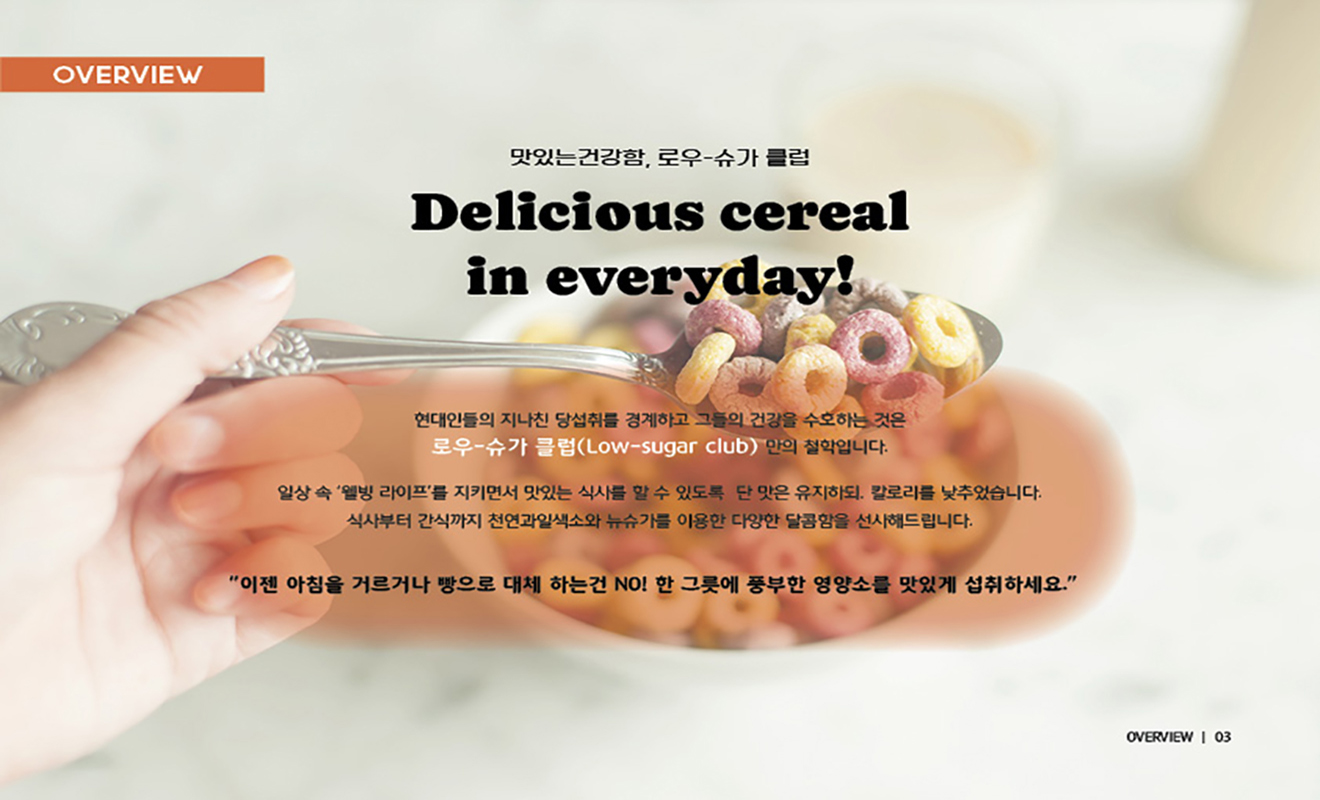 OVERVIEW
맛있는건강함, 로우-슈가 클럽
Delicious cereal
in everyday!
현대인들의 지나친 당섭취를 경계하고 그들의 건강을 수호하는 것은
로우-슈가 클럽(Low-sugar club) 만의 철학입니다.
일상 속 '웰빙 라이프'를 지키면서 맛있는 식사를 할 수 있도록 단 맛은 유지하되. 칼로리를 낮추었습니다.
식사부터 간식까지 천연과일색소와 뉴슈가를 이용한 다양한 달콤함을 선사해드립니다.
"이젠 아침을 거르거나 빵으로 대체 하는건 NO! 한 그릇에 풍부한 영양소를 맛있게 섭취하세요."
OVERVIEW | 03